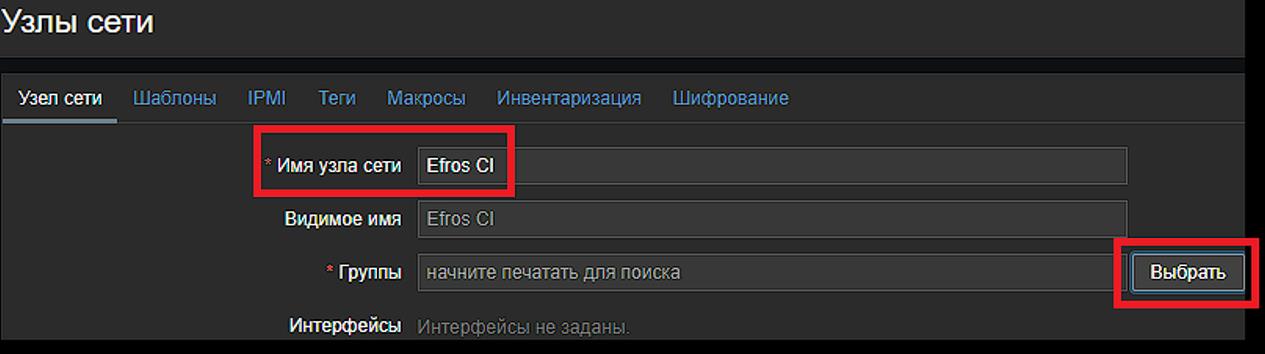 Узлы сети
Узел сети Шаблоны IPMI Теги Макросы Инвентаризация Шифрование
* Имя узла сети Efros CI
Видимое имя Efros CI
* Группы начните печатать для поиска Выбрать
Интерфейсы Интерфейсы не заданы.